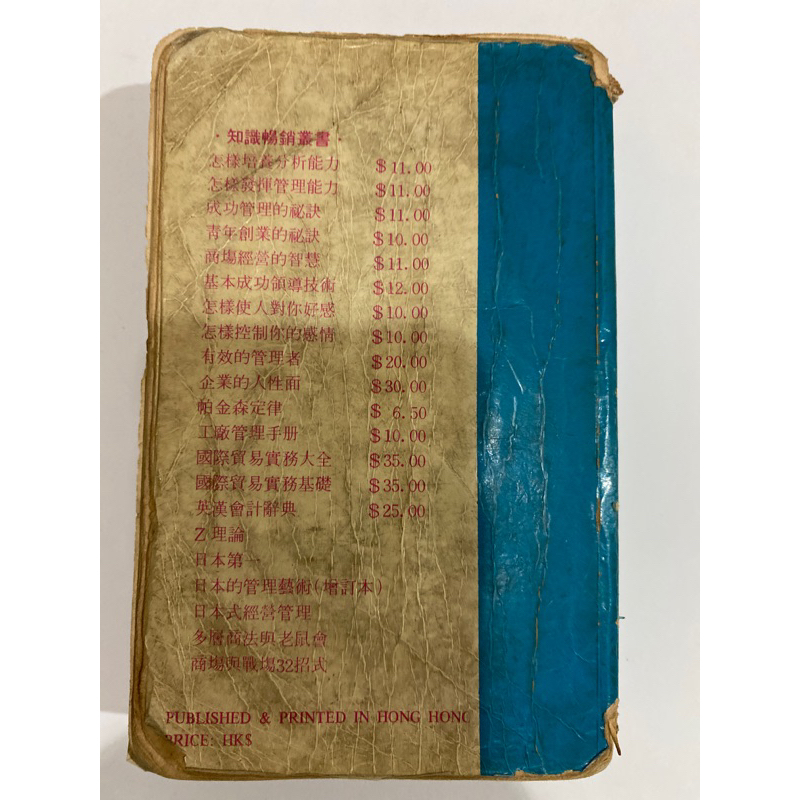 ·知識暢銷叢書·
怎樣培養分析能力 $11.00
怎樣發揮管理能力 $11.00
成功管理的祕訣 $11.00
青年創業的祕訣 $10.00
商場經營的智慧 $11.00
基本成功領導技術 $12.00
怎樣使人對你好感 $10.00
怎樣控制你的感情 $10.00
有效的管理者 $20.00
企業的人性面 $30.00
帕金森定律 $ 6.50
工廠管理手册 $10.00
國際貿易實務大全 $35.00
國際貿易實務基礎 $35.00
英漢會計辭典 $25.00
Z 理論
日本第一
日本的管理藝術(增訂本)
日本式經營管理
多層商法與老鼠會
商場與戰場32招式
PUBLISHED & PRINTED IN HONG HONG
PRICE: HK$